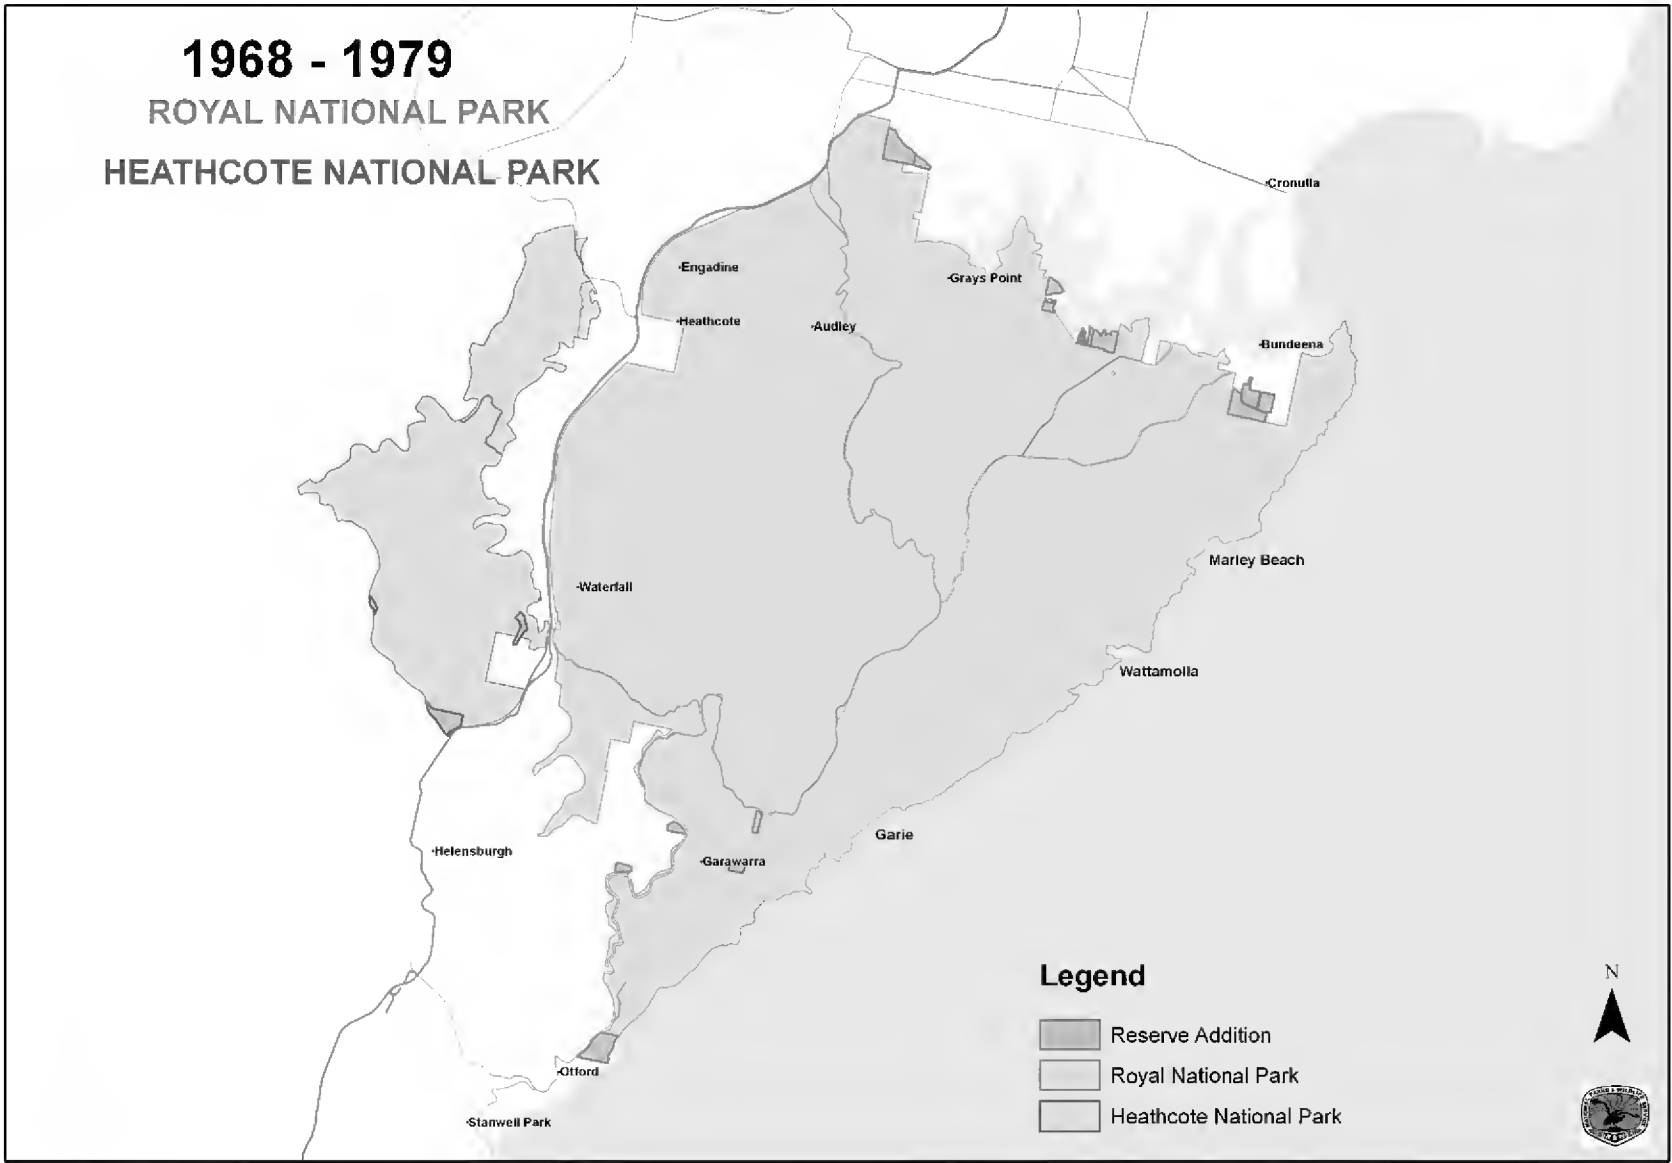 1968 - 1979
ROYAL NATIONAL PARK
HEATHCOTE NATIONAL PARK
Cronulla
Engadine
Grays Point
Heathcote
Audley
Bundeena
Marley Beach
Waterfall
Wattamolla
Garie
Helensburgh
Garawarra
Legend
N
Reserve Addition
Otford
Royal National Park
Heathcote National Park
Stanwell Park